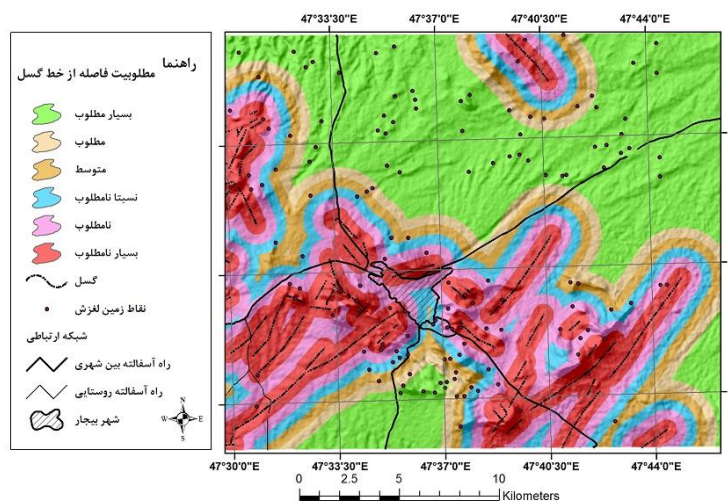 47°33'30"E 47°37'0"E 47°40'30"E 47°44'0"E
راهنما
مطلوبیت فاصله از خط گسل
بسیار مطلوب
مطلوب
متوسط
نسبتا نامطلوب
نامطلوب
بسیار نامطلوب
گسل
نقاط زمین لغزش
شبکه ارتباطی
راه آسفالته بین شهری
راه آسفالته روستایی
شهر بیجار
N
W E
S
47°30'0"E 47°33'30"E 47°37'0"E 47°40'30"E 47°44'0"E
0 2.5 5 10
Kilometers